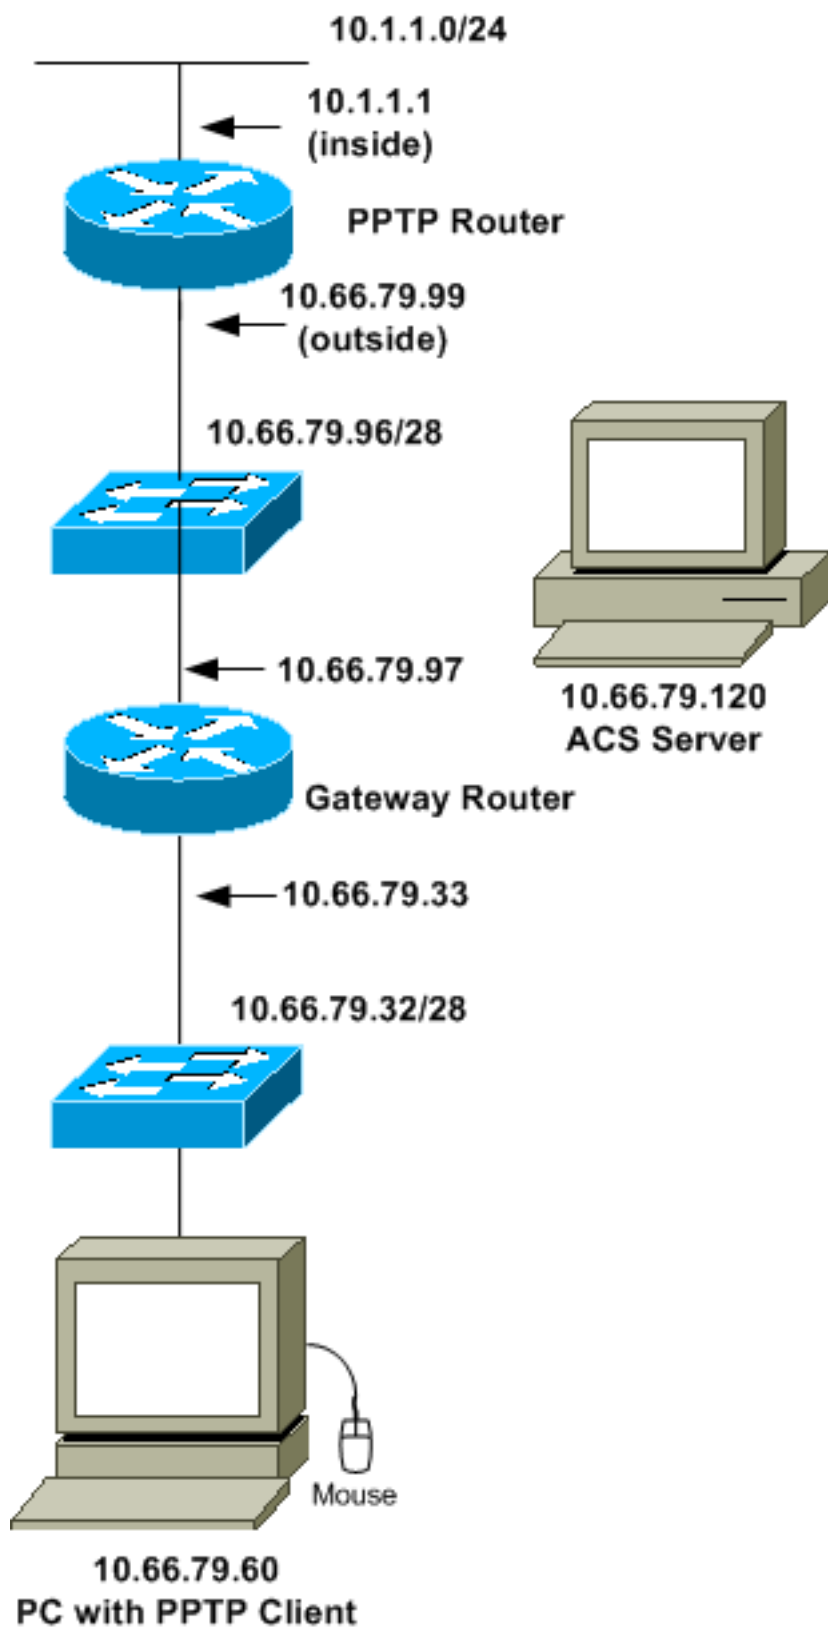 10.1.1.0/24
10.1.1.1
(inside)
PPTP Router
10.66.79.99
(outside)
10.66.79.96/28
10.66.79.97
10.66.79.120
ACS Server
Gateway Router
10.66.79.33
10.66.79.32/28
Mouse
10.66.79.60
PC with PPTP Client